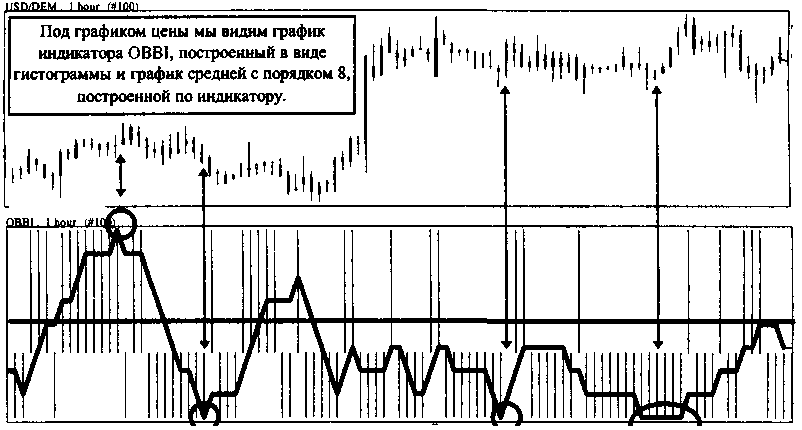 USD/DEM 1 hour (#100)
Под графиком цены мы видим график
индикатора OBBI, построенный в виде
гистограммы и график средней с порядком 8,
построенной по индикатору.
OBBI 1 hour (#100)